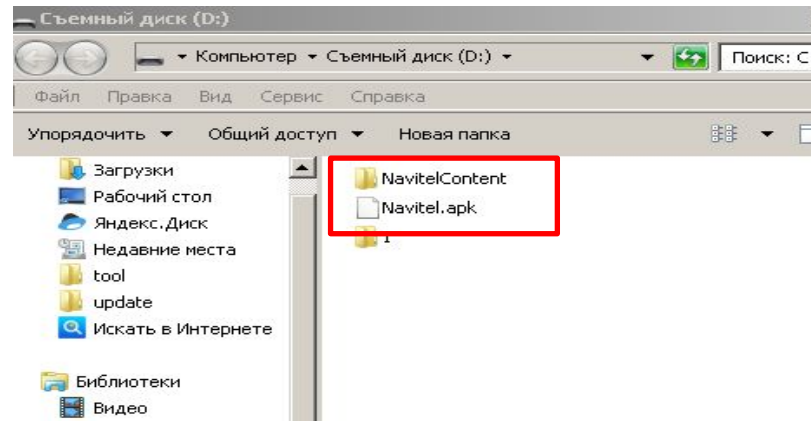 Съемный диск (D:)
Компьютер Съемный диск (D:)
Поиск: С
Файл Правка Вид Сервис Справка
Упорядочить Общий доступ Новая папка
Загрузки
Рабочий стол
Яндекс.Диск
Недавние места
tool
update
Искать в Интернете
Библиотеки
Видео
NavitelContent
Navitel.apk